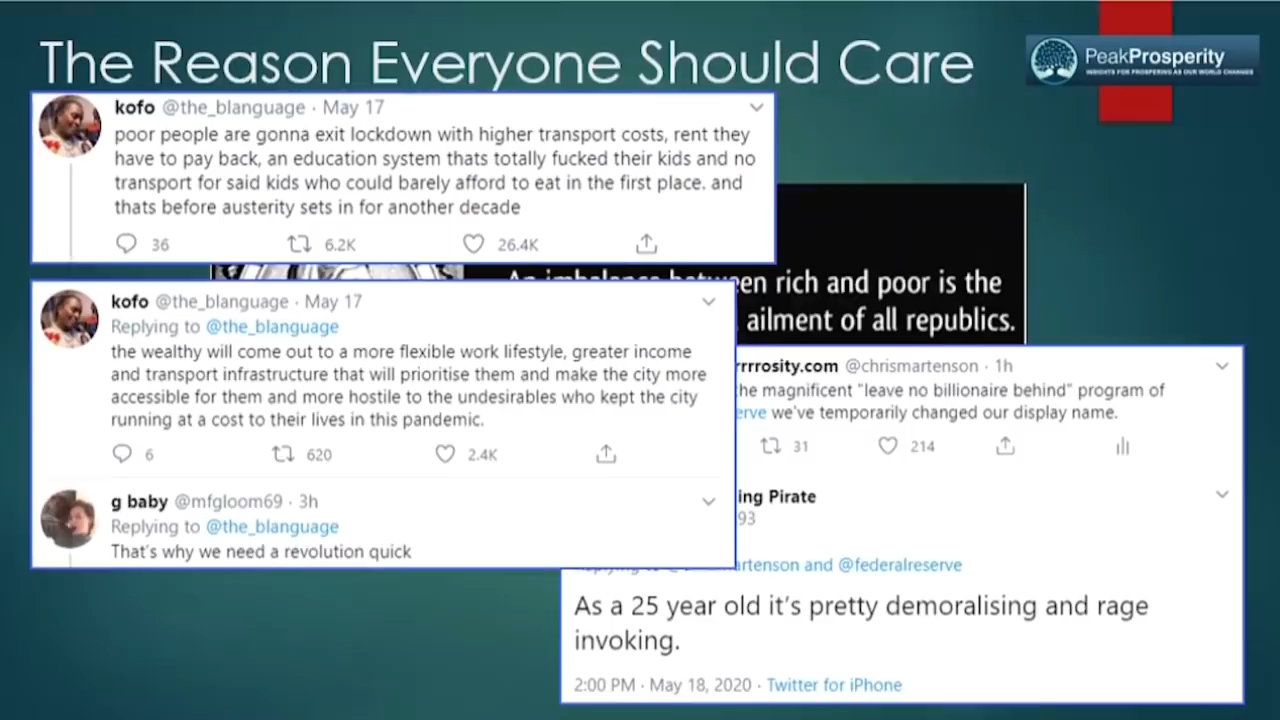 The Reason Everyone Should Care
PeakProsperity
INSIGHTS FOR PROSPERING AS OUR WORLD CHANGES
kofo @the_blanguage · May 17
poor people are gonna exit lockdown with higher transport costs, rent they
have to pay back, an education system thats totally fucked their kids and no
transport for said kids who could barely afford to eat in the first place. and
thats before austerity sets in for another decade
36 6.2K 26.4K
An imbalance between rich and poor is the
ailment of all republics.
kofo @the_blanguage · May 17
Replying to @the_blanguage
the wealthy will come out to a more flexible work lifestyle, greater income
and transport infrastructure that will prioritise them and make the city more
accessible for them and more hostile to the undesirables who kept the city
running at a cost to their lives in this pandemic.
6 620 2.4K
g baby @mfgloom69 · 3h
Replying to @the_blanguage
That's why we need a revolution quick
rrrrosity.com @chrismartenson · 1h
the magnificent "leave no billionaire behind" program of
erve we've temporarily changed our display name.
31 214
ing Pirate
93
artenson and @federalreserve
As a 25 year old it's pretty demoralising and rage
invoking.
2:00 PM · May 18, 2020 · Twitter for iPhone